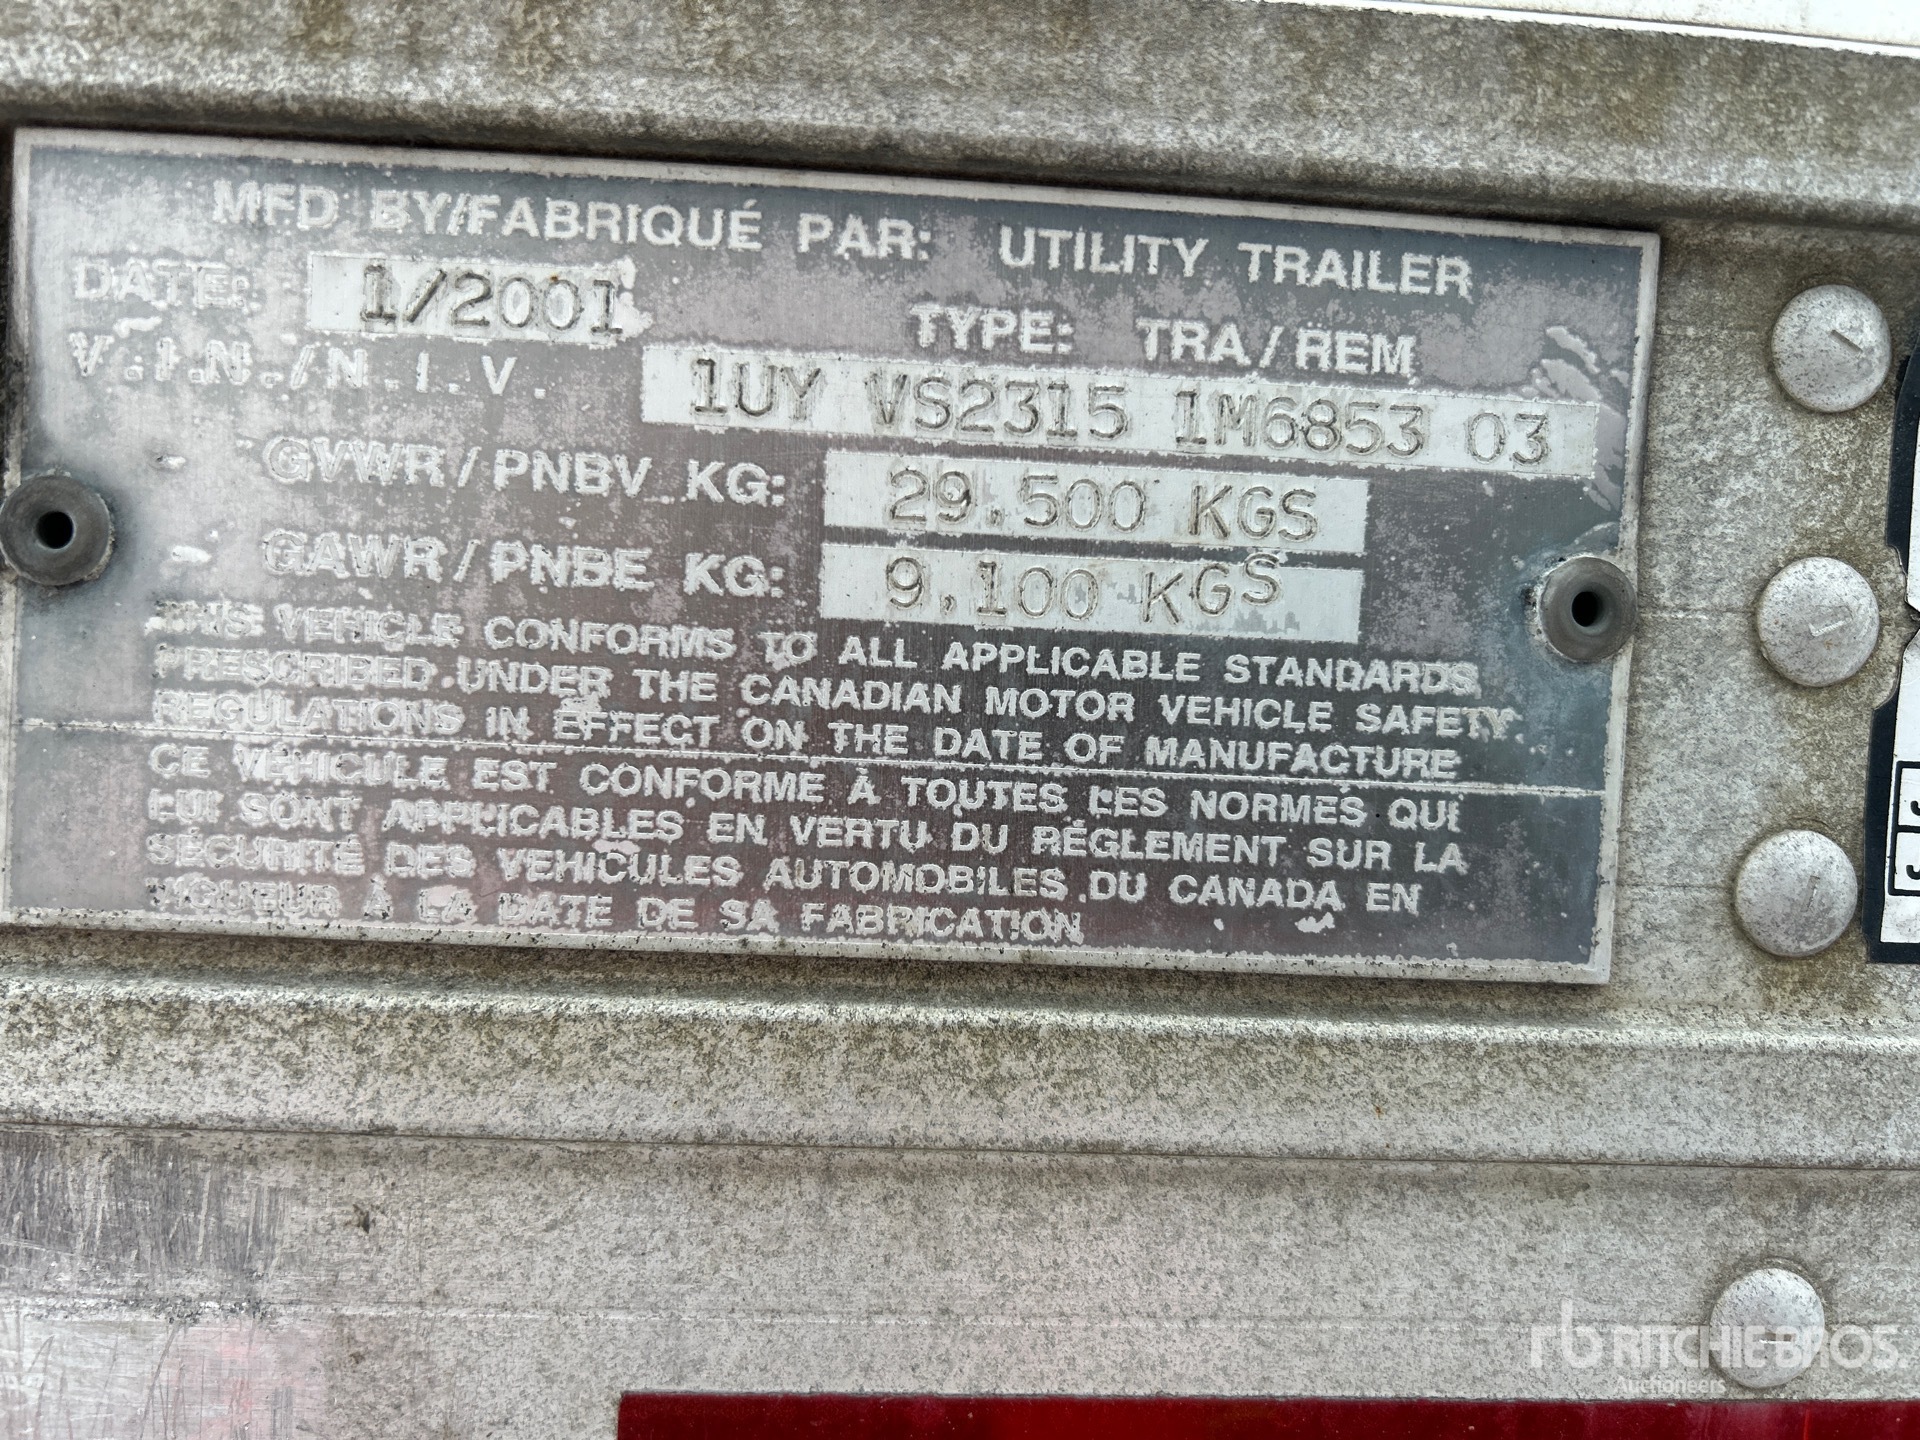 MFD BY/FABRIQUÉ PAR: UTILITY TRAILER
DATE: 1/2001 TYPE: TRA/REM
V.I.N./N.I.V. 1UY VS2315 1M6853 03
GVWR/PNBV KG: 29.500 KGS
GAWR/PNBE KG: 9.100 KGS
THIS VEHICLE CONFORMS TO ALL APPLICABLE STANDARDS
PRESCRIBED UNDER THE CANADIAN MOTOR VEHICLE SAFETY
REGULATIONS IN EFFECT ON THE DATE OF MANUFACTURE
CE VÉHICULE EST CONFORME À TOUTES LES NORMES QUI
LUI SONT APPLICABLES EN VERTU DU RÉGLEMENT SUR LA
SÉCURITÉ DES VEHICULES AUTOMOBILES DU CANADA EN
VIGUEUR À LA DATE DE SA FABRICATION
rb RITCHIE BROS.
Auctioneers